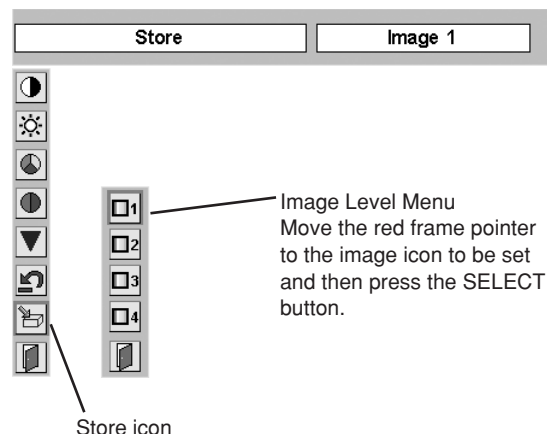 Store Image 1
1
2
3
4
Image Level Menu
Move the red frame pointer
to the image icon to be set
and then press the SELECT
button.
Store icon